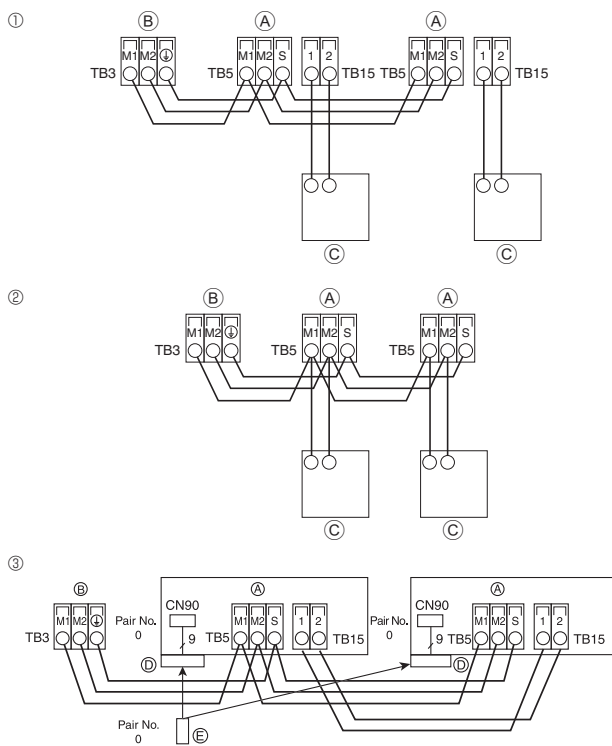 ①
Ⓑ Ⓐ Ⓐ
M1 M2 ⏚ M1 M2 S 1 2 M1 M2 S 1 2
TB3 TB5 TB15 TB5 TB15
Ⓒ Ⓒ
②
Ⓑ Ⓐ Ⓐ
M1 M2 ⏚ M1 M2 S M1 M2 S
TB3 TB5 TB5
Ⓒ Ⓒ
③
Ⓑ Ⓐ Ⓐ
CN90 CN90
M1 M2 ⏚ Pair No. M1 M2 S 1 2 Pair No. M1 M2 S 1 2
TB3 0 9 TB5 TB15 0 9 TB5 TB15
Ⓓ Ⓓ
Pair No.
0 Ⓔ